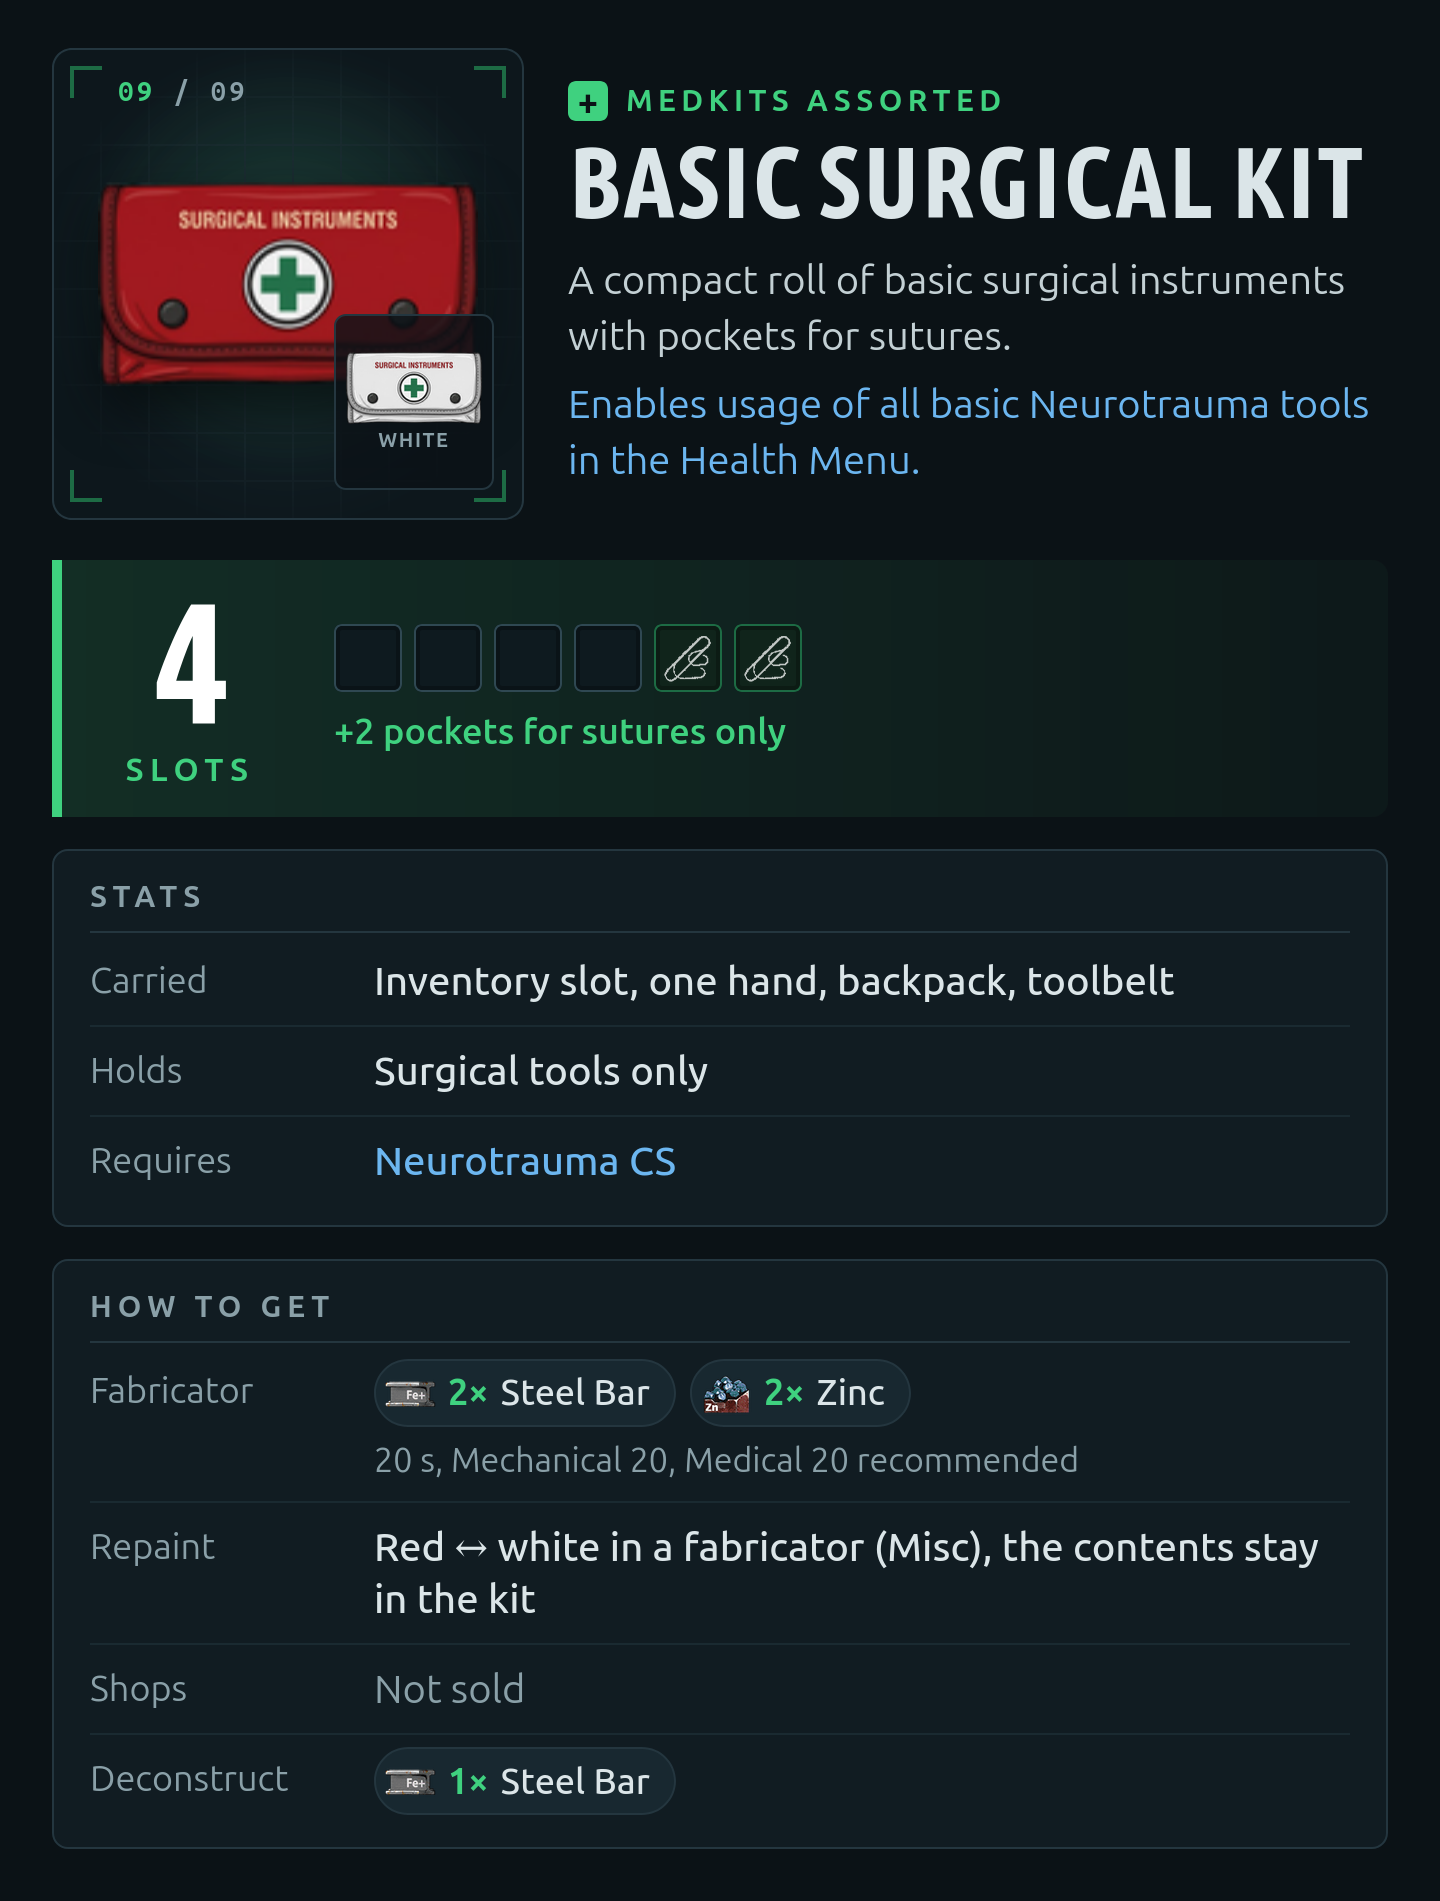 09 / 09
SURGICAL INSTRUMENTS
SURGICAL INSTRUMENTS
WHITE
+ MEDKITS ASSORTED
BASIC SURGICAL KIT
A compact roll of basic surgical instruments
with pockets for sutures.
Enables usage of all basic Neurotrauma tools
in the Health Menu.
4
SLOTS
+2 pockets for sutures only
STATS
Carried Inventory slot, one hand, backpack, toolbelt
Holds Surgical tools only
Requires Neurotrauma CS
HOW TO GET
Fabricator Fe+ 2× Steel Bar Zn 2× Zinc
20 s, Mechanical 20, Medical 20 recommended
Repaint Red ↔ white in a fabricator (Misc), the contents stay
in the kit
Shops Not sold
Deconstruct Fe+ 1× Steel Bar